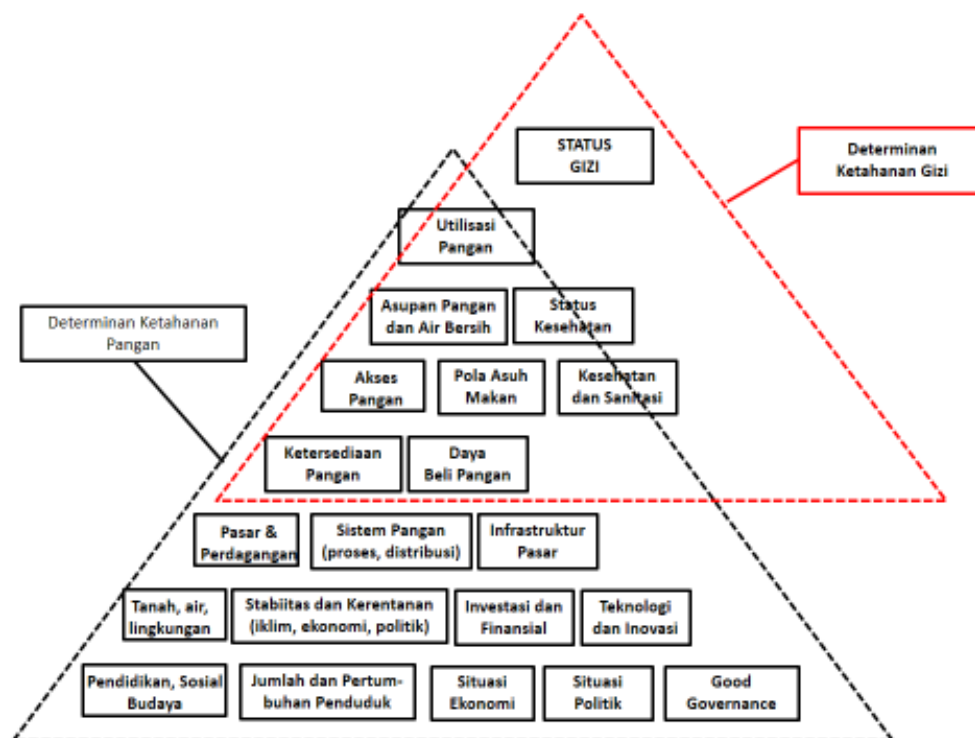 STATUS
GIZI
Determinan
Ketahanan Gizi
Utilisasi
Pangan
Determinan Ketahanan
Pangan
Asupan Pangan
dan Air Bersih
Status
Kesehatan
Akses
Pangan
Pola Asuh
Makan
Kesehatan
dan Sanitasi
Ketersediaan
Pangan
Daya
Beli Pangan
Pasar &
Perdagangan
Sistem Pangan
(proses, distribusi)
Infrastruktur
Pasar
Tanah, air,
lingkungan
Stabiitas dan Kerentanan
(iklim, ekonomi, politik)
Investasi dan
Finansial
Teknologi
dan Inovasi
Pendidikan, Sosial
Budaya
Jumlah dan Pertum-
buhan Penduduk
Situasi
Ekonomi
Situasi
Politik
Good
Governance